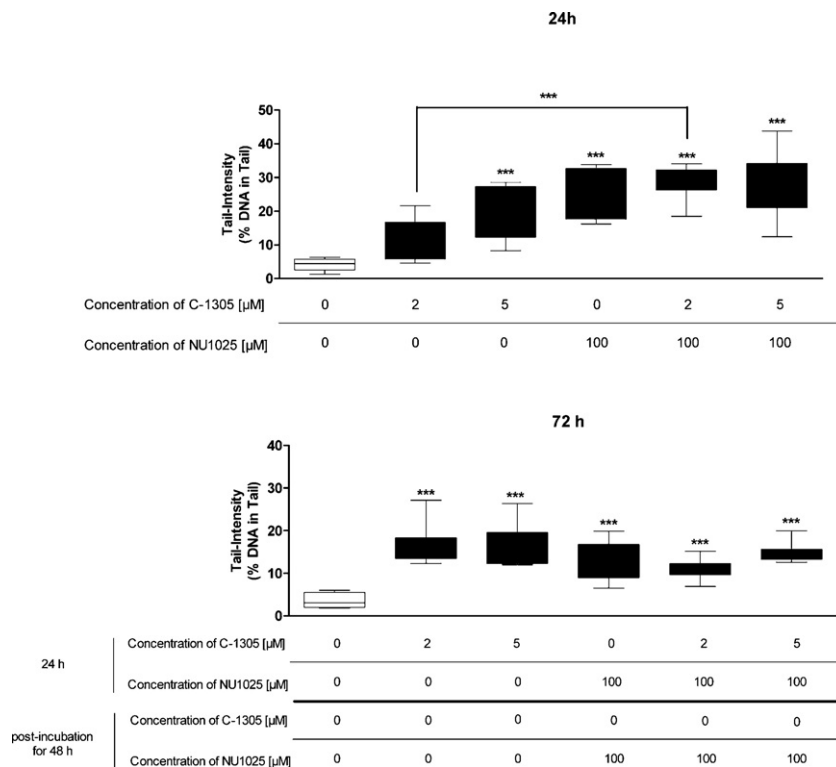 24h
***
***
***
***
***
50
40
30
20
10
0
Tail-Intensity
(% DNA in Tail)
Concentration of C-1305 [µM] 0 2 5 0 2 5
Concentration of NU1025 [µM] 0 0 0 100 100 100
72 h
40
30
20
10
0
Tail-Intensity
(% DNA in Tail)
***
***
***
***
***
24 h
Concentration of C-1305 [µM] 0 2 5 0 2 5
Concentration of NU1025 [µM] 0 0 0 100 100 100
post-incubation
for 48 h
Concentration of C-1305 [µM] 0 0 0 0 0 0
Concentration of NU1025 [µM] 0 0 0 100 100 100